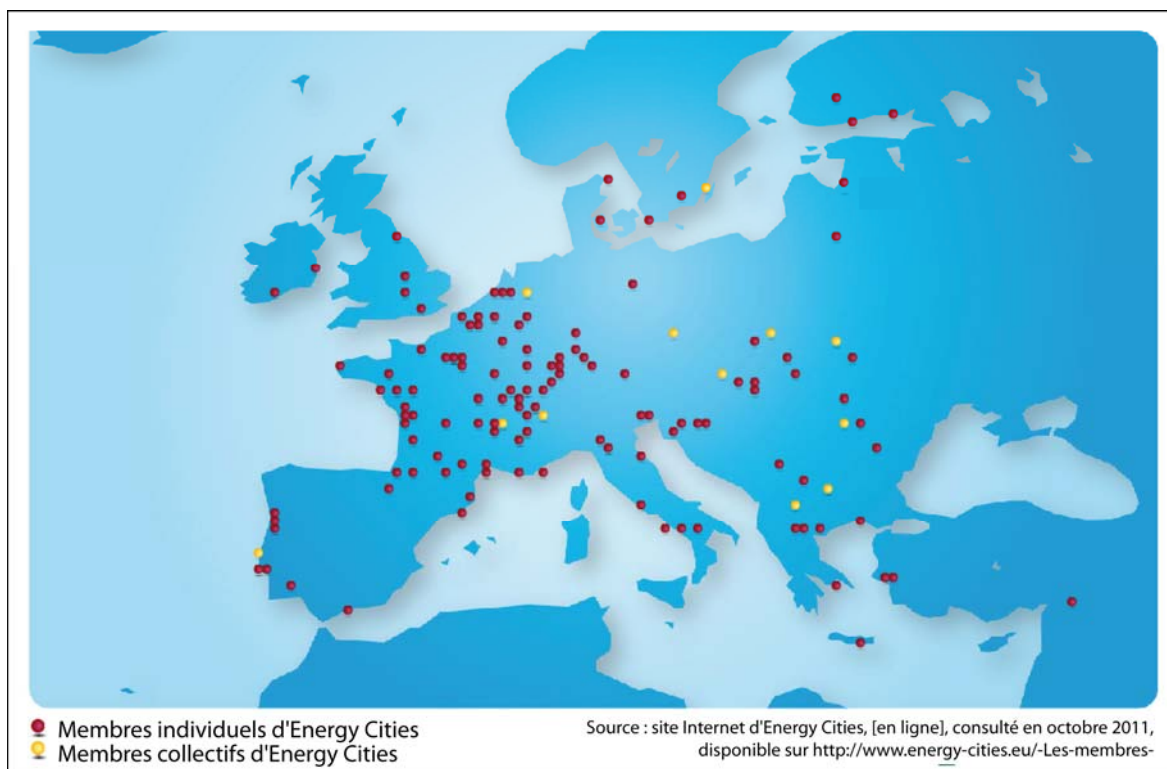 Membres individuels d'Energy Cities
Membres collectifs d'Energy Cities
Source : site Internet d'Energy Cities, [en ligne], consulté en octobre 2011,
disponible sur http://www.energy-cities.eu/-Les-membres-